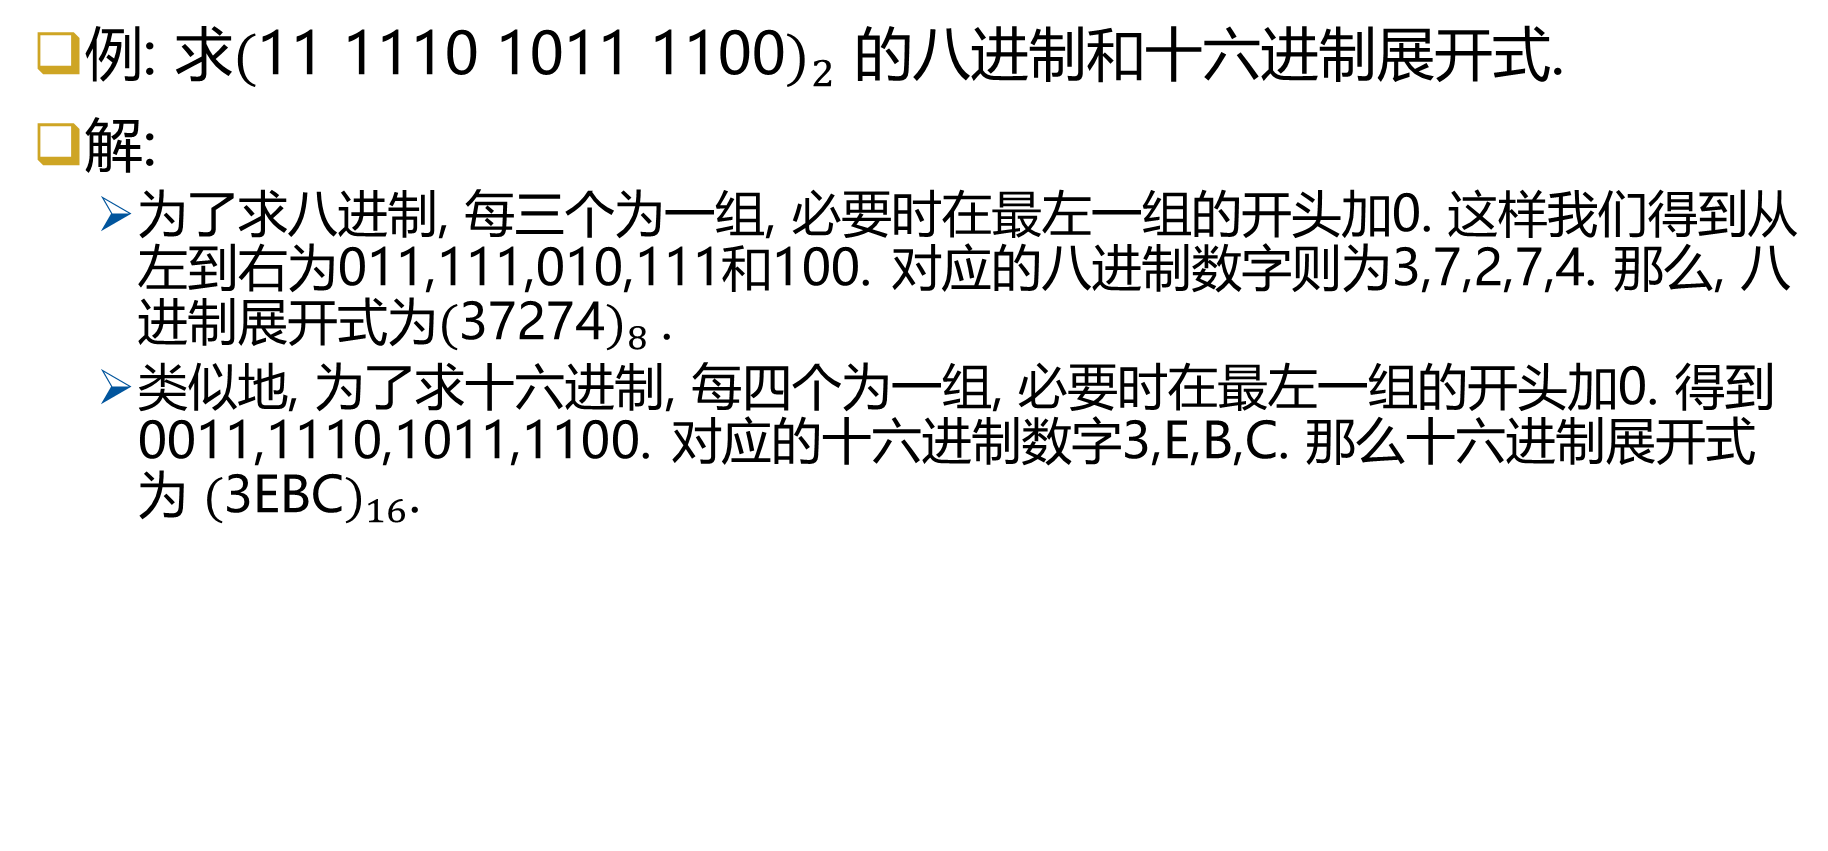 例: 求(11 1110 1011 1100)₂ 的八进制和十六进制展开式.
解:
为了求八进制, 每三个为一组, 必要时在最左一组的开头加0. 这样我们得到从
左到右为011,111,010,111和100. 对应的八进制数字则为3,7,2,7,4. 那么, 八
进制展开式为(37274)₈ .
类似地, 为了求十六进制, 每四个为一组, 必要时在最左一组的开头加0. 得到
0011,1110,1011,1100. 对应的十六进制数字3,E,B,C. 那么十六进制展开式
为 (3EBC)₁₆.